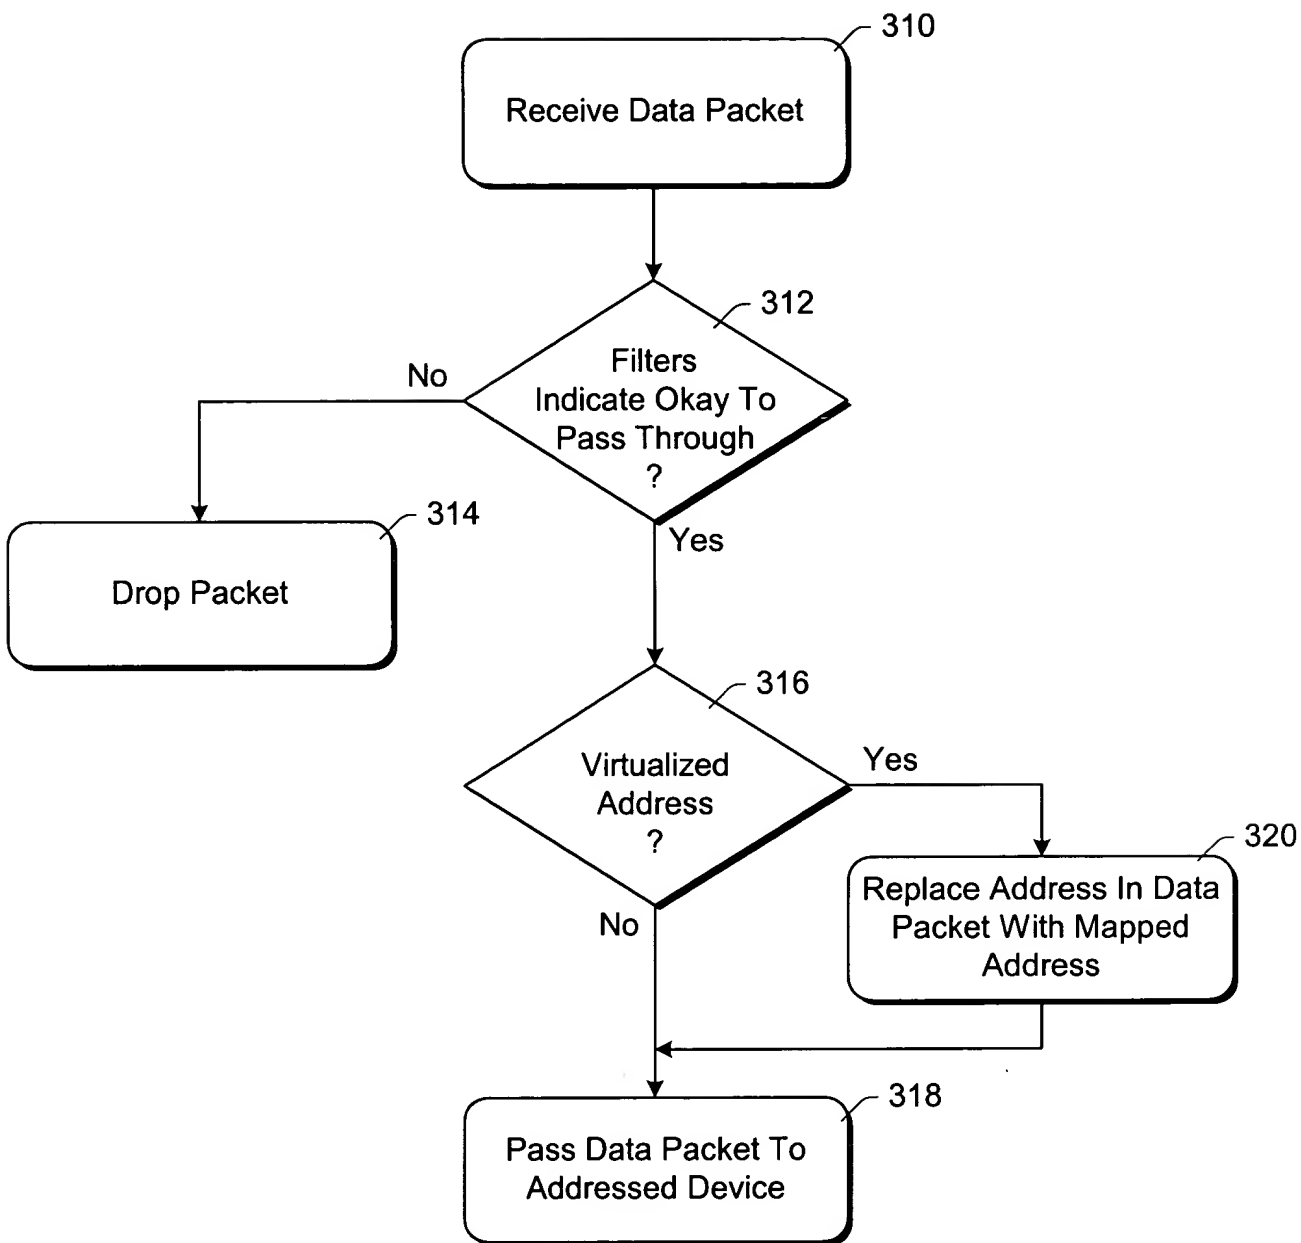 310
Receive Data Packet
312
Filters
Indicate Okay To
Pass Through
?
No
Yes
314
Drop Packet
316
Virtualized
Address
?
Yes
No
320
Replace Address In Data
Packet With Mapped
Address
318
Pass Data Packet To
Addressed Device